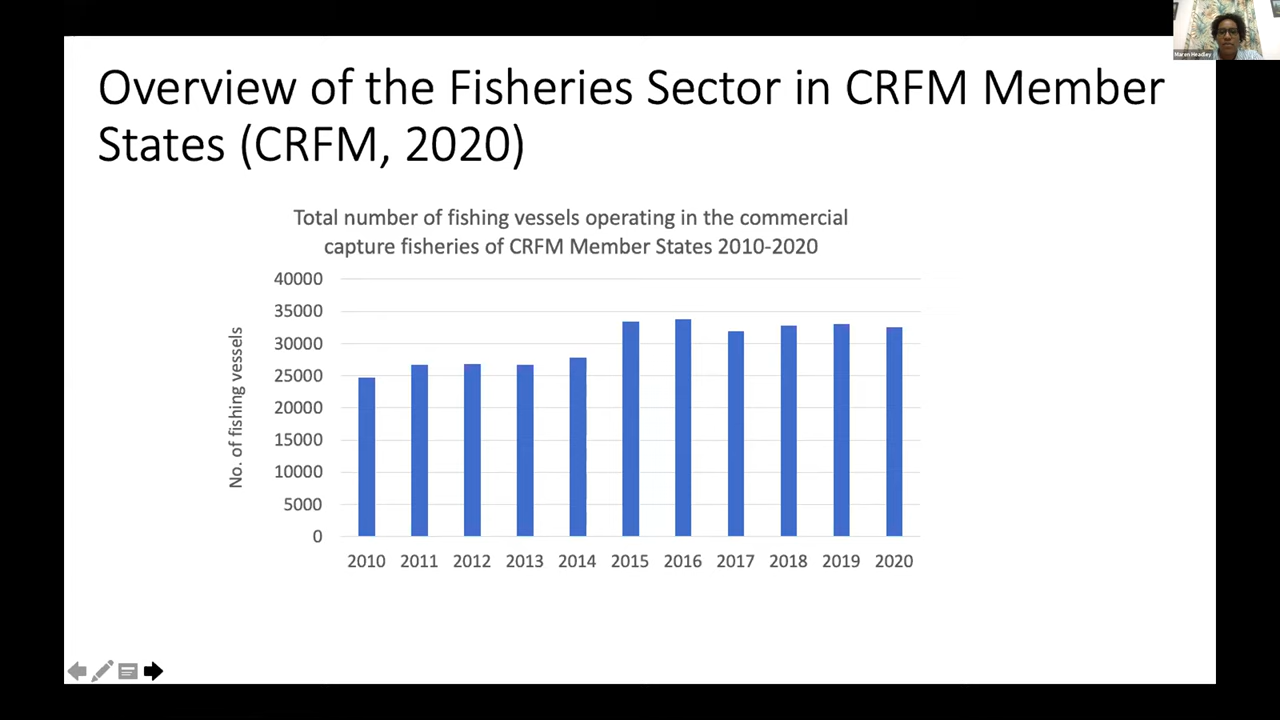 Maren Headley
Overview of the Fisheries Sector in CRFM Member
States (CRFM, 2020)
Total number of fishing vessels operating in the commercial
capture fisheries of CRFM Member States 2010-2020
No. of fishing vessels
40000
35000
30000
25000
20000
15000
10000
5000
0
2010 2011 2012 2013 2014 2015 2016 2017 2018 2019 2020